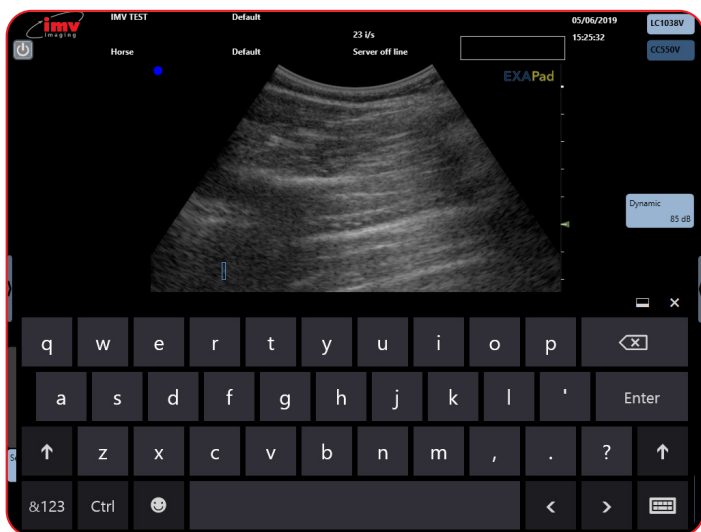 imv
imaging
IMV TEST
Default
23 i/s
05/06/2019
15:25:32
LC1038V
Horse
Default
Server off line
CC550V
EXAPad
Dynamic
85 dB
q w e r t y u i o p
a s d f g h j k l ' Enter
z x c v b n m , . ?
&123 Ctrl < >